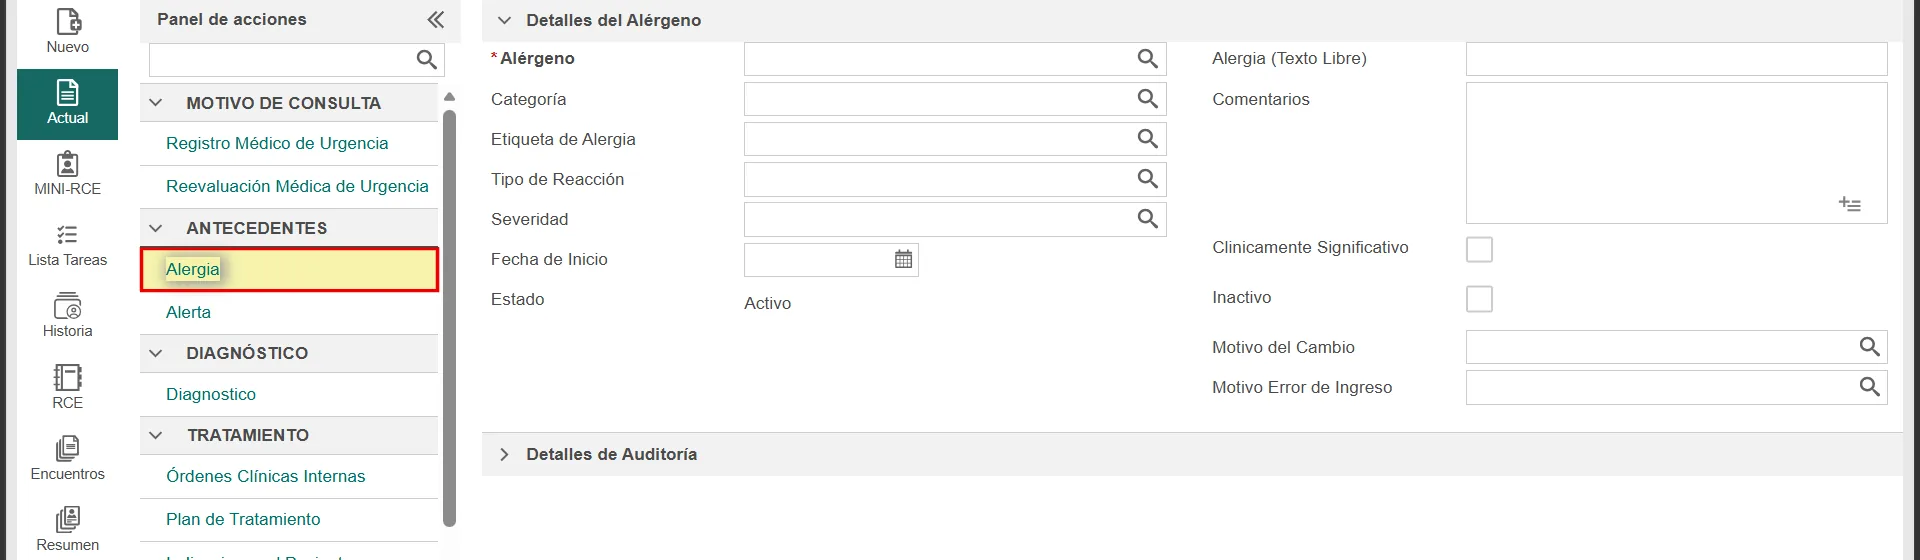 Nuevo
Actual
MINI-RCE
Lista Tareas
Historia
RCE
Encuentros
Resumen
Panel de acciones
MOTIVO DE CONSULTA
Registro Médico de Urgencia
Reevaluación Médica de Urgencia
ANTECEDENTES
Alergia
Alerta
DIAGNÓSTICO
Diagnostico
TRATAMIENTO
Órdenes Clínicas Internas
Plan de Tratamiento
Detalles del Alérgeno
*Alérgeno
Categoría
Etiqueta de Alergia
Tipo de Reacción
Severidad
Fecha de Inicio
Estado Activo
Alergia (Texto Libre)
Comentarios
Clinicamente Significativo
Inactivo
Motivo del Cambio
Motivo Error de Ingreso
Detalles de Auditoría